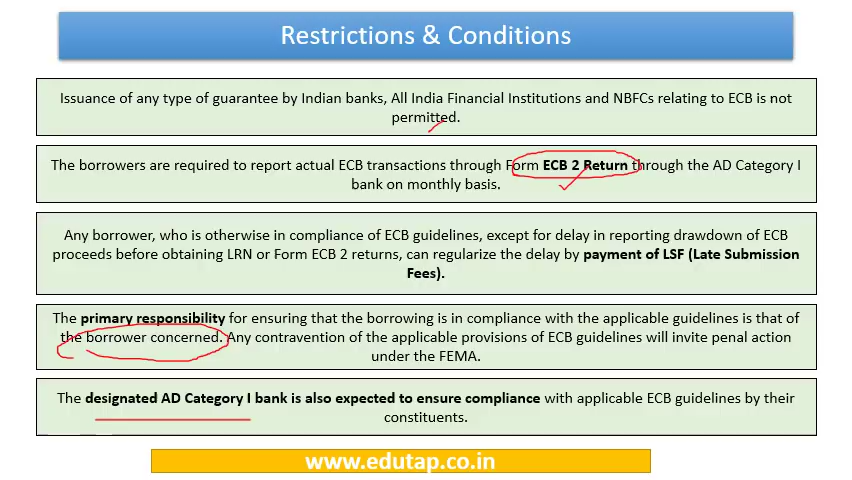 Restrictions & Conditions
Issuance of any type of guarantee by Indian banks, All India Financial Institutions and NBFCs relating to ECB is not
permitted.
The borrowers are required to report actual ECB transactions through Form ECB 2 Return through the AD Category I
bank on monthly basis.
Any borrower, who is otherwise in compliance of ECB guidelines, except for delay in reporting drawdown of ECB
proceeds before obtaining LRN or Form ECB 2 returns, can regularize the delay by payment of LSF (Late Submission
Fees).
The primary responsibility for ensuring that the borrowing is in compliance with the applicable guidelines is that of
the borrower concerned. Any contravention of the applicable provisions of ECB guidelines will invite penal action
under the FEMA.
The designated AD Category I bank is also expected to ensure compliance with applicable ECB guidelines by their
constituents.
www.edutap.co.in